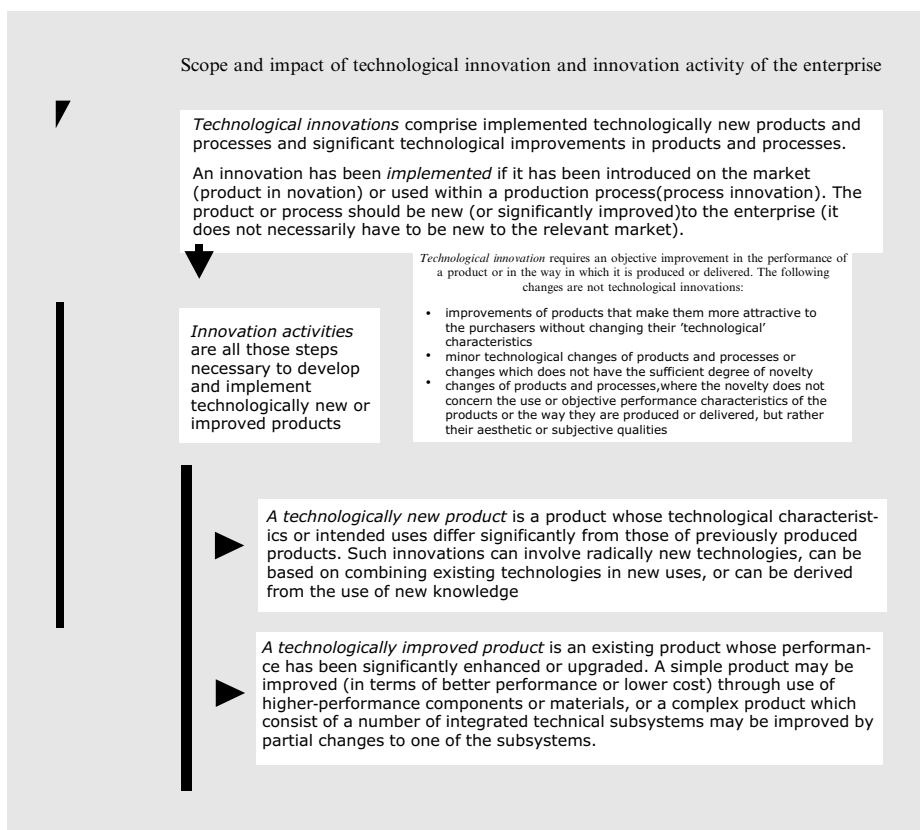 Scope and impact of technological innovation and innovation activity of the enterprise
Technological innovations comprise implemented technologically new products and
processes and significant technological improvements in products and processes.
An innovation has been implemented if it has been introduced on the market
(product in novation) or used within a production process(process innovation). The
product or process should be new (or significantly improved)to the enterprise (it
does not necessarily have to be new to the relevant market).
Technological innovation requires an objective improvement in the performance of
a product or in the way in which it is produced or delivered. The following
changes are not technological innovations:
• improvements of products that make them more attractive to
the purchasers without changing their ’technological’
characteristics
• minor technological changes of products and processes or
changes which does not have the sufficient degree of novelty
• changes of products and processes,where the novelty does not
concern the use or objective performance characteristics of the
products or the way they are produced or delivered, but rather
their aesthetic or subjective qualities
Innovation activities
are all those steps
necessary to develop
and implement
technologically new or
improved products
A technologically new product is a product whose technological characterist-
ics or intended uses differ significantly from those of previously produced
products. Such innovations can involve radically new technologies, can be
based on combining existing technologies in new uses, or can be derived
from the use of new knowledge
A technologically improved product is an existing product whose performan-
ce has been significantly enhanced or upgraded. A simple product may be
improved (in terms of better performance or lower cost) through use of
higher-performance components or materials, or a complex product which
consist of a number of integrated technical subsystems may be improved by
partial changes to one of the subsystems.